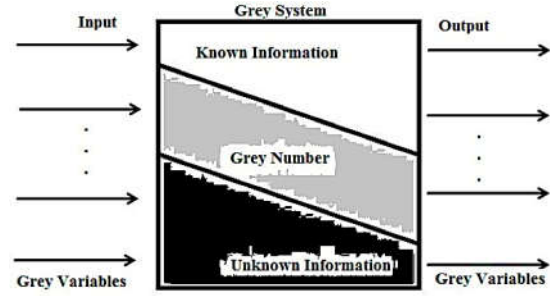 Grey System
Input
Output
Known Information
Grey Number
Unknown Information
Grey Variables
Grey Variables